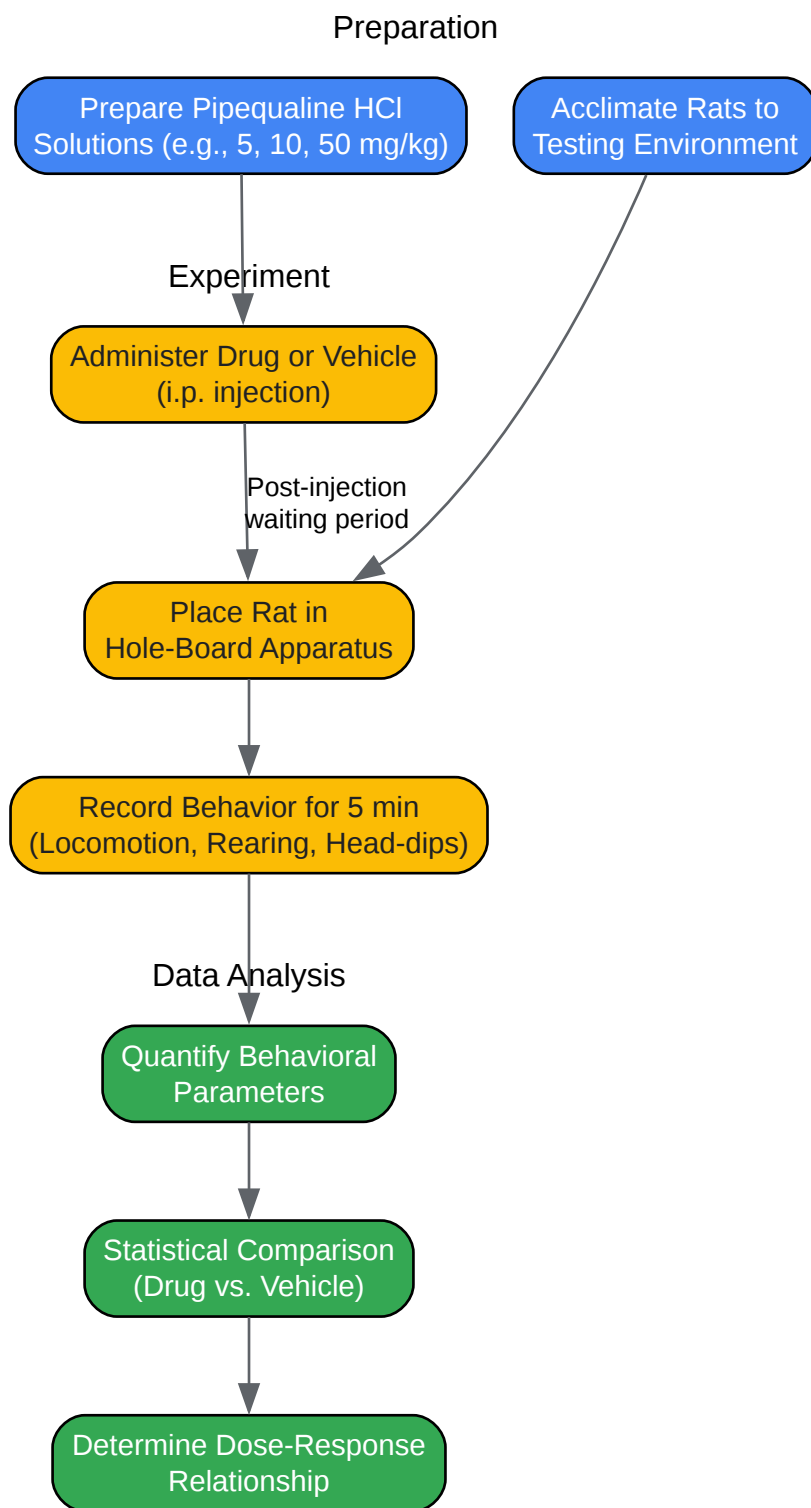 Preparation
Prepare Pipequaline HCl
Solutions (e.g., 5, 10, 50 mg/kg)
Acclimate Rats to
Testing Environment
Experiment
Administer Drug or Vehicle
(i.p. injection)
Post-injection
waiting period
Place Rat in
Hole-Board Apparatus
Record Behavior for 5 min
(Locomotion, Rearing, Head-dips)
Data Analysis
Quantify Behavioral
Parameters
Statistical Comparison
(Drug vs. Vehicle)
Determine Dose-Response
Relationship